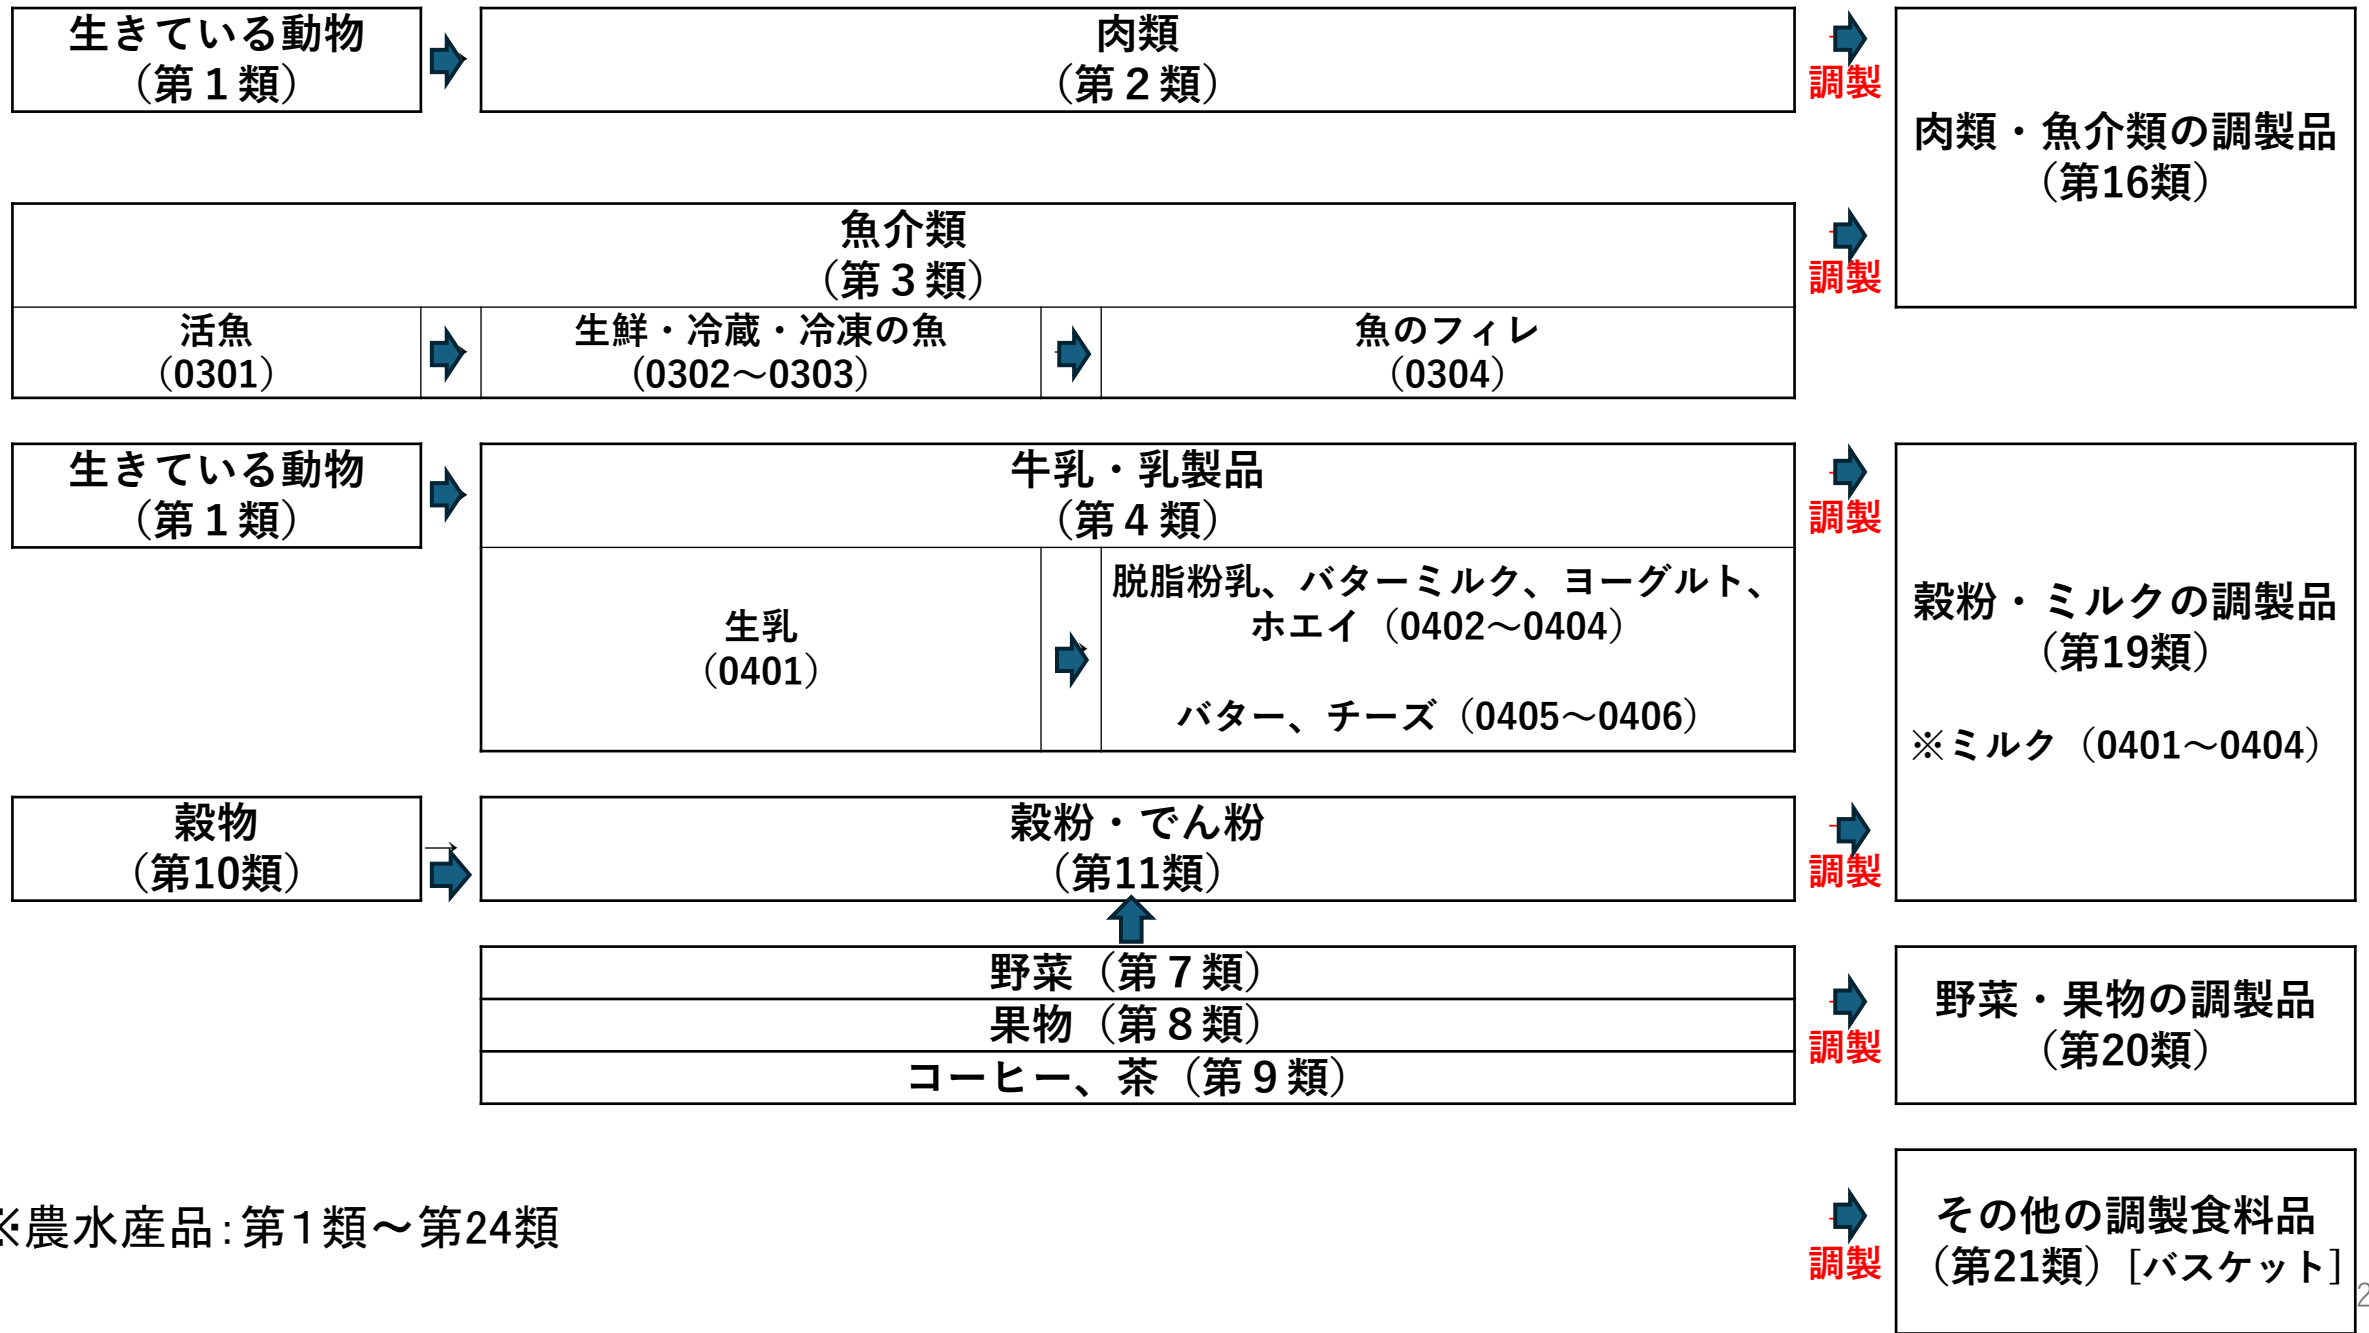 生きている動物
（第１類）
肉類
（第２類）
調製
肉類・魚介類の調製品
（第16類）
魚介類
（第３類）
調製
活魚
（0301）
生鮮・冷蔵・冷凍の魚
（0302～0303）
魚のフィレ
（0304）
生きている動物
（第１類）
牛乳・乳製品
（第４類）
調製
生乳
（0401）
脱脂粉乳、バターミルク、ヨーグルト、
ホエイ（0402～0404）
バター、チーズ（0405～0406）
穀粉・ミルクの調製品
（第19類）
※ミルク（0401～0404）
穀物
（第10類）
穀粉・でん粉
（第11類）
調製
野菜（第７類）
果物（第８類）
コーヒー、茶（第９類）
調製
野菜・果物の調製品
（第20類）
※農水産品：第１類～第24類
調製
その他の調製食料品
（第21類）[バスケット]
2